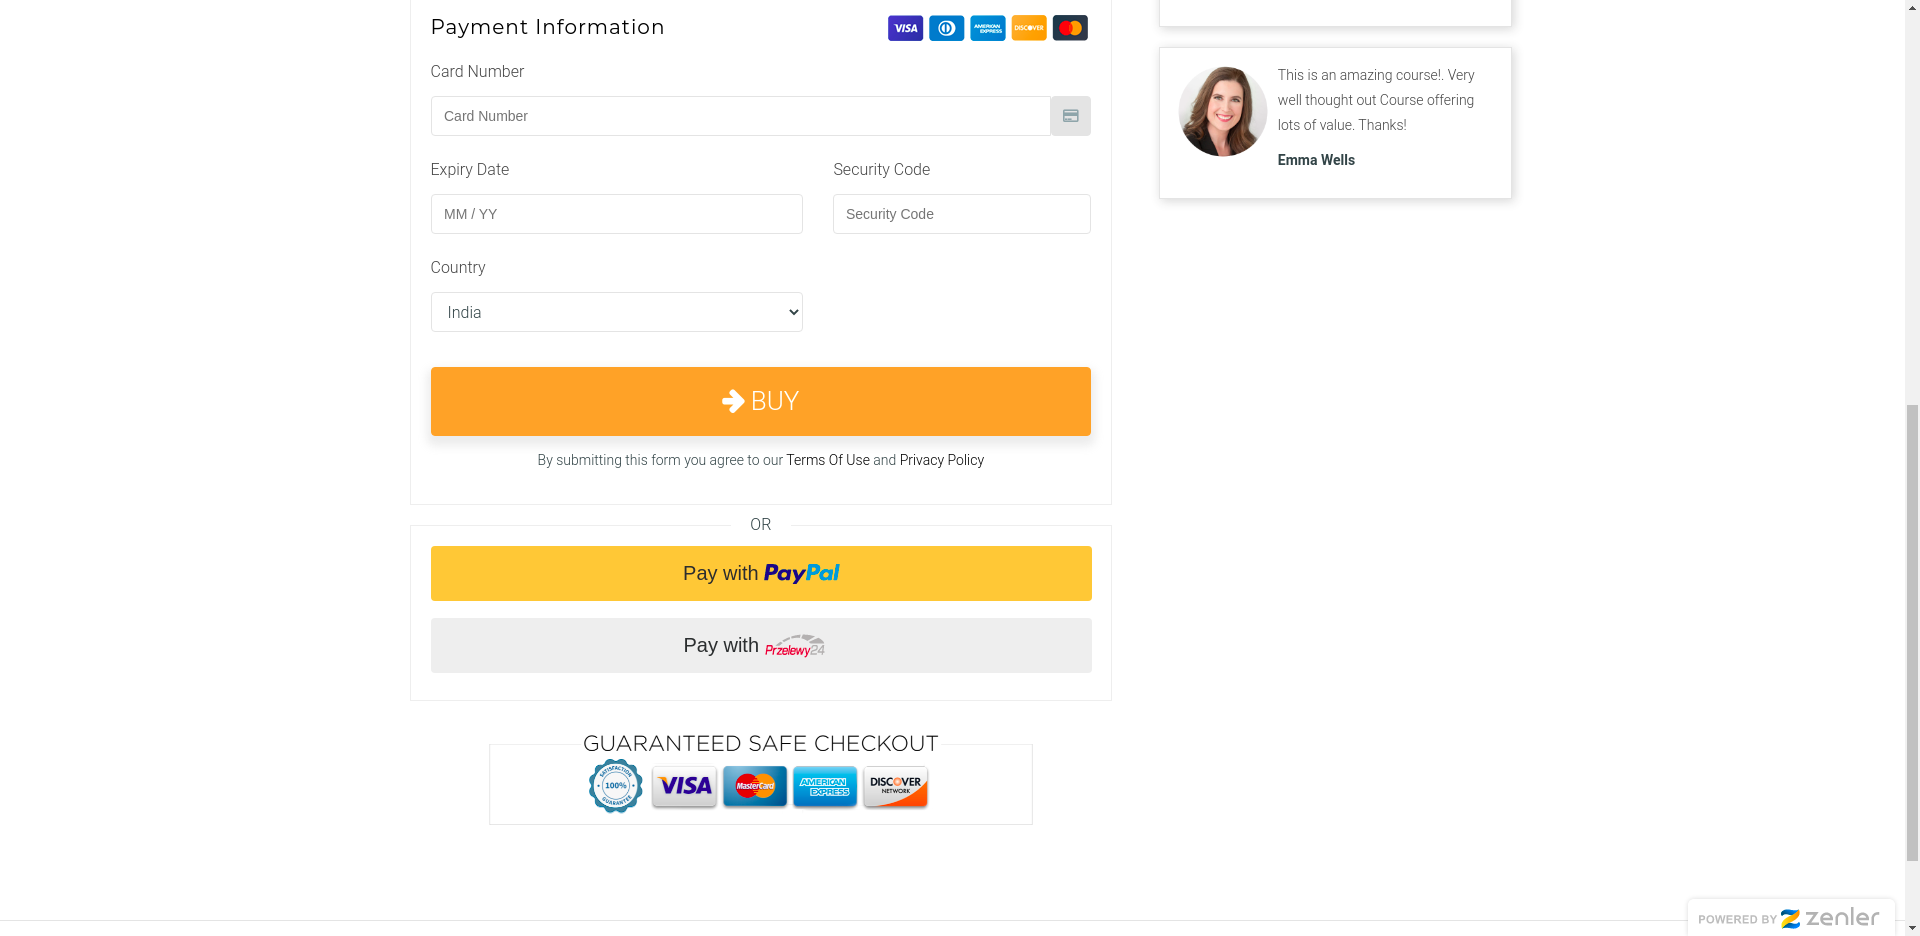 Payment Information
VISA
AMERICAN EXPRESS
DISCOVER
Card Number
Card Number
Expiry Date
Security Code
MM / YY
Security Code
Country
India
BUY
By submitting this form you agree to our Terms Of Use and Privacy Policy
OR
Pay with PayPal
Pay with Przelewy24
GUARANTEED SAFE CHECKOUT
SATISFACTION
100%
GUARANTEE
VISA
MasterCard
AMERICAN
EXPRESS
DISCOVER
NETWORK
This is an amazing course!. Very
well thought out Course offering
lots of value. Thanks!
Emma Wells
POWERED BY zenler